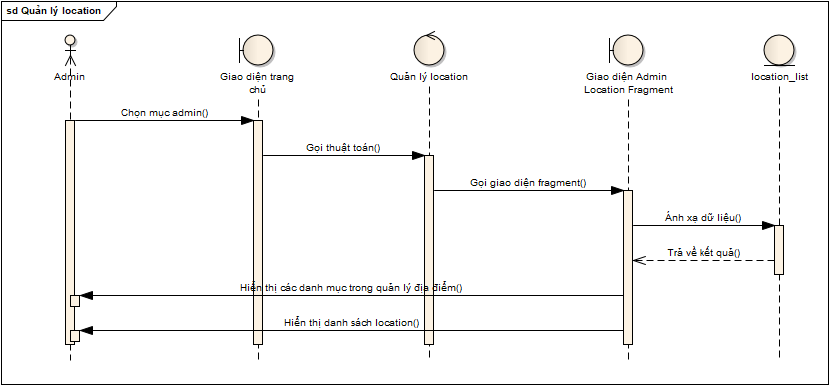 sd Quản lý location
Admin
Giao diện trang
chủ
Quản lý location
Giao diện Admin
Location Fragment
location_list
Chọn mục admin()
Gọi thuật toán()
Gọi giao diện fragment()
Ánh xạ dữ liệu()
Trả về kết quả()
Hiển thị các danh mục trong quản lý địa điểm()
Hiển thị danh sách location()